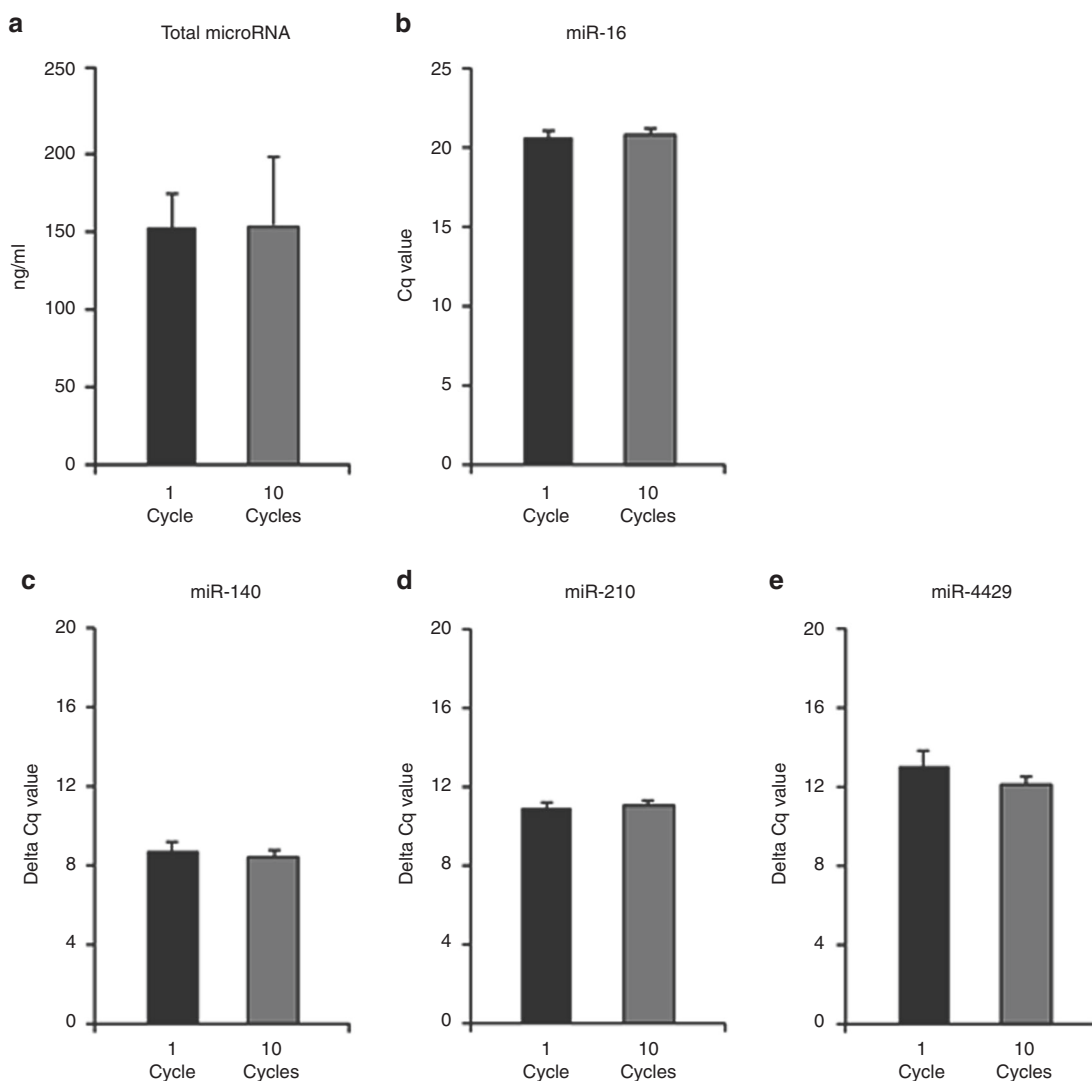 a
Total microRNA
250
200
150
100
50
0
ng/ml
1
Cycle
10
Cycles
b
miR-16
25
20
15
10
5
0
Cq value
1
Cycle
10
Cycles
c
miR-140
20
16
12
8
4
0
Delta Cq value
1
Cycle
10
Cycles
d
miR-210
20
16
12
8
4
0
Delta Cq value
1
Cycle
10
Cycles
e
miR-4429
20
16
12
8
4
0
Delta Cq value
1
Cycle
10
Cycles